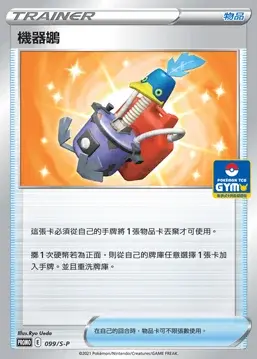 TRAINER 物品
機器鵰
這張卡必須從自己的手牌將1張物品卡丟棄才可使用。
POKÉMON TCG
GYM
擲1次硬幣若為正面,則從自己的牌庫任意選擇1張卡
加入手牌。並且重洗牌庫。
Illus. Ryo Ueda
PROMO 099/S-P
在自己的回合時,物品卡可不限張數使用。
©2021 Pokémon/Nintendo/Creatures/GAME FREAK.